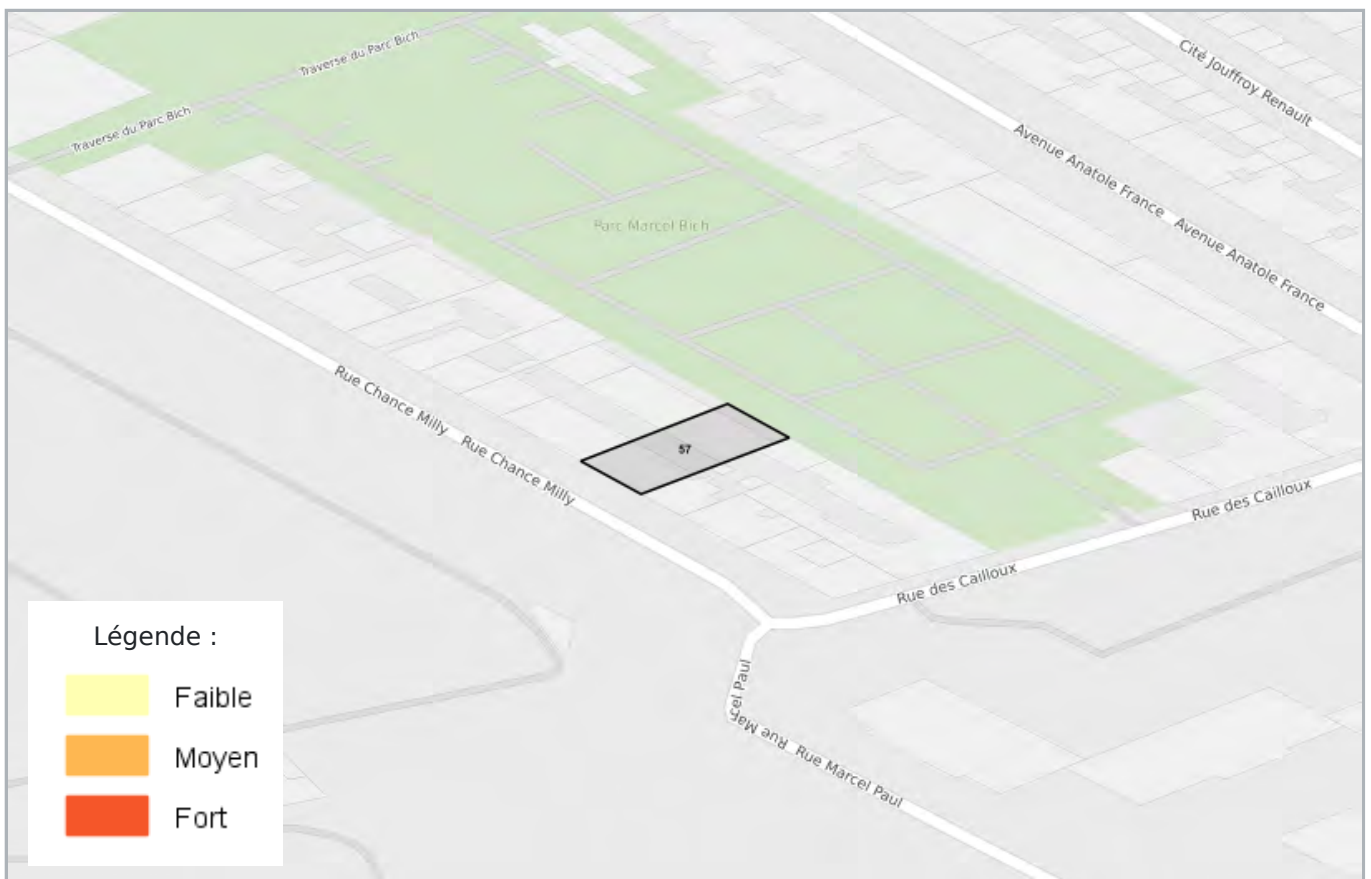 Cité Jouffroy Renault
Traverse du Parc Bich
Traverse du Parc Bich
Avenue Anatole France
Avenue Anatole France
Parc Marcel Bich
Rue Chance Milly
Rue Chance Milly
57
Rue des Cailloux
Rue des Cailloux
Rue Marcel Paul
Rue Marcel Paul
Légende :
Faible
Moyen
Fort